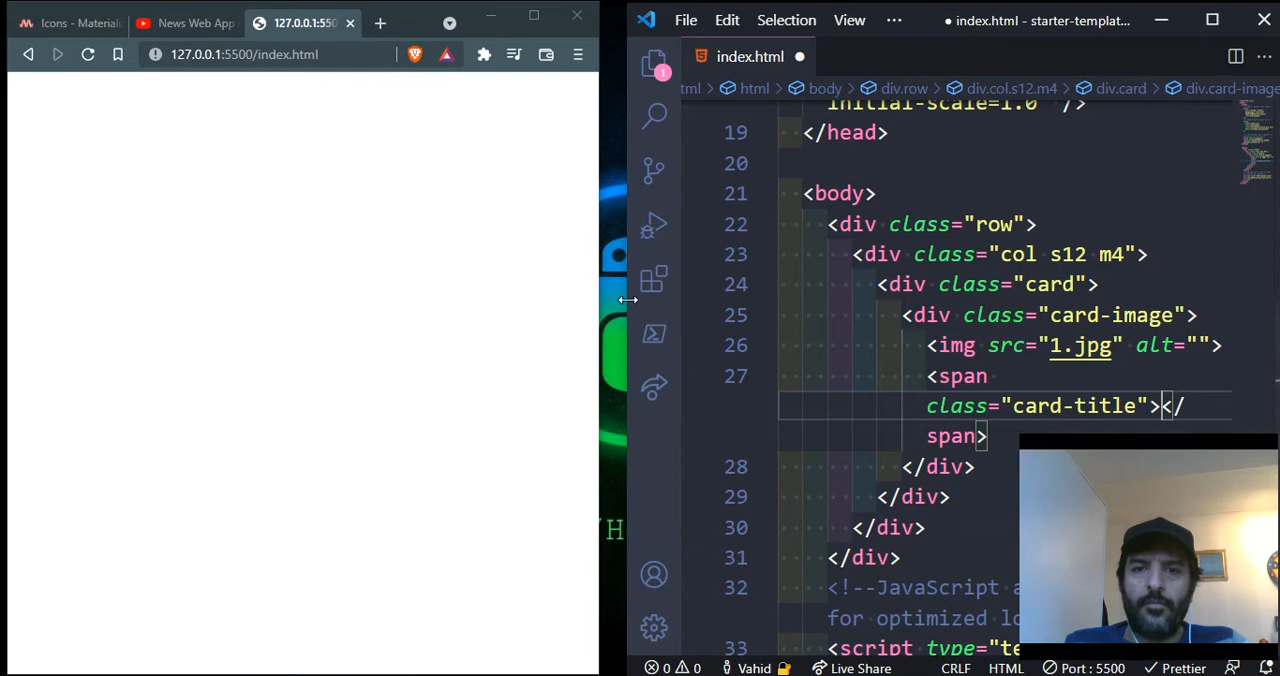 Icons - Material
News Web App
127.0.0.1:550
127.0.0.1:5500/index.html
File Edit Selection View ···
● index.html - starter-templat...
1
index.html
html
body
div.row
div.col.s12.m4
div.card
div.card-image
initial-scale=1.0" />
19 </head>
20
21 <body>
22 <div class="row">
23 <div class="col s12 m4">
24 <div class="card">
25 <div class="card-image">
26 <img src="1.jpg" alt="">
27 <span
class="card-title"></
span>
28 </div>
29 </div>
30 </div>
31 </div>
32 <!--JavaScript a
for optimized lo
33 <script type="te
/H
0 0 Vahid Live Share CRLF HTML Port : 5500 Prettier